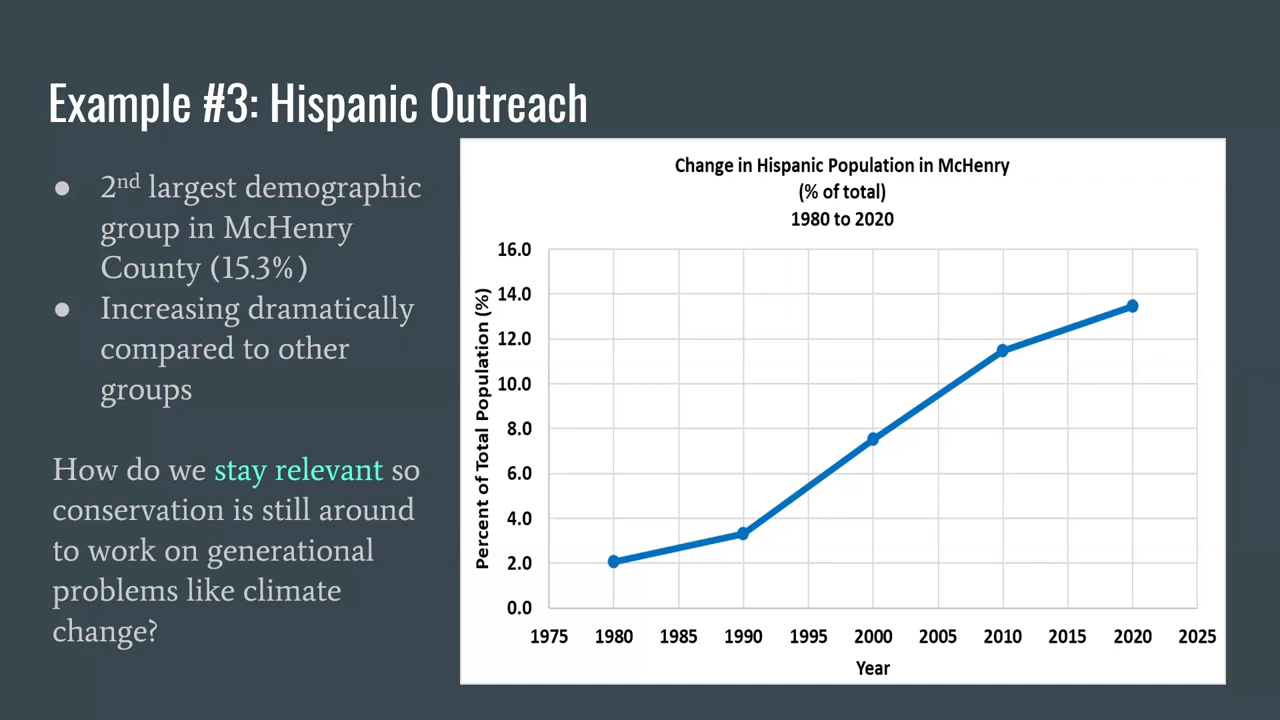 Example #3: Hispanic Outreach
● 2nd largest demographic
group in McHenry
County (15.3%)
● Increasing dramatically
compared to other
groups
How do we stay relevant so
conservation is still around
to work on generational
problems like climate
change?
Change in Hispanic Population in McHenry
(% of total)
1980 to 2020
Percent of Total Population (%)
16.0
14.0
12.0
10.0
8.0
6.0
4.0
2.0
0.0
1975 1980 1985 1990 1995 2000 2005 2010 2015 2020 2025
Year